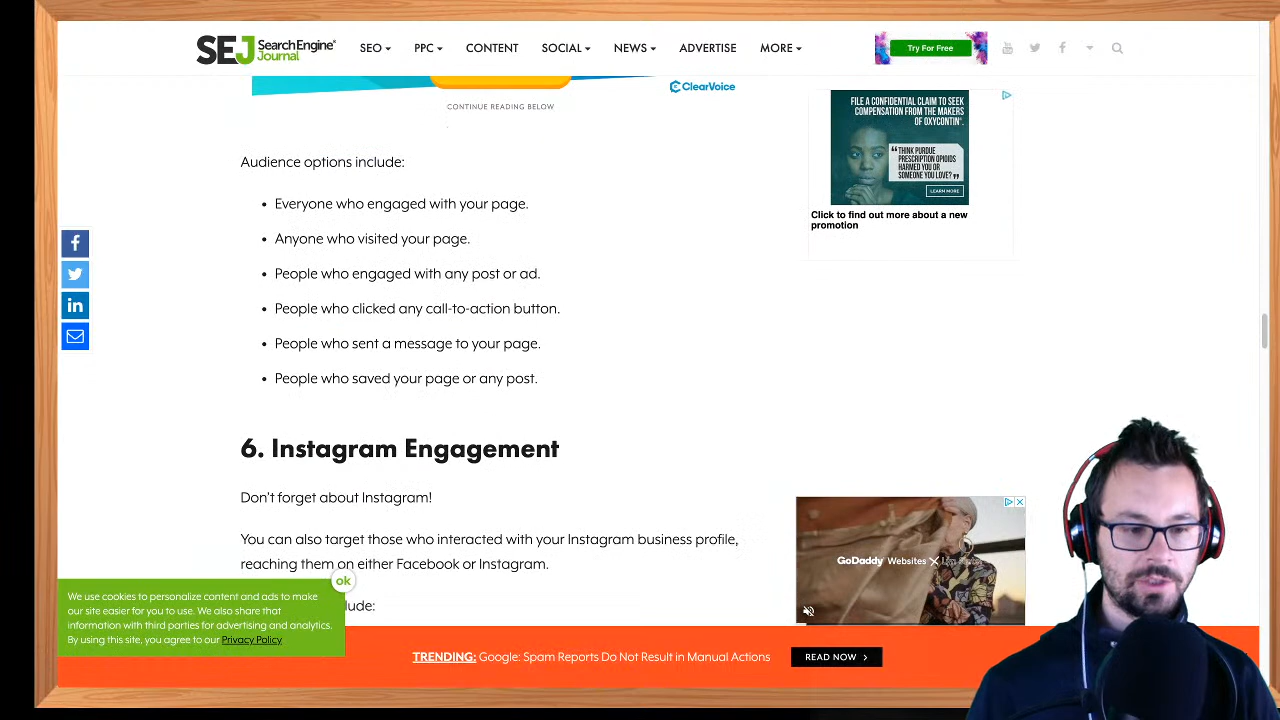 SEJ Search Engine Journal
SEO PPC CONTENT SOCIAL NEWS ADVERTISE MORE
Try For Free
ClearVoice
CONTINUE READING BELOW
FILE A CONFIDENTIAL CLAIM TO SEEK
COMPENSATION FROM THE MAKERS
OF OXYCONTIN®.
"THINK PURDUE
PRESCRIPTION OPIOIDS
HARMED YOU OR
SOMEONE YOU LOVE?"
LEARN MORE
Click to find out more about a new
promotion
Audience options include:
• Everyone who engaged with your page.
• Anyone who visited your page.
• People who engaged with any post or ad.
• People who clicked any call-to-action button.
• People who sent a message to your page.
• People who saved your page or any post.
6. Instagram Engagement
Don't forget about Instagram!
You can also target those who interacted with your Instagram business profile,
reaching them on either Facebook or Instagram.
lude:
GoDaddy Websites
ok
We use cookies to personalize content and ads to make
our site easier for you to use. We also share that
information with third parties for advertising and analytics.
By using this site, you agree to our Privacy Policy
TRENDING: Google: Spam Reports Do Not Result in Manual Actions
READ NOW >